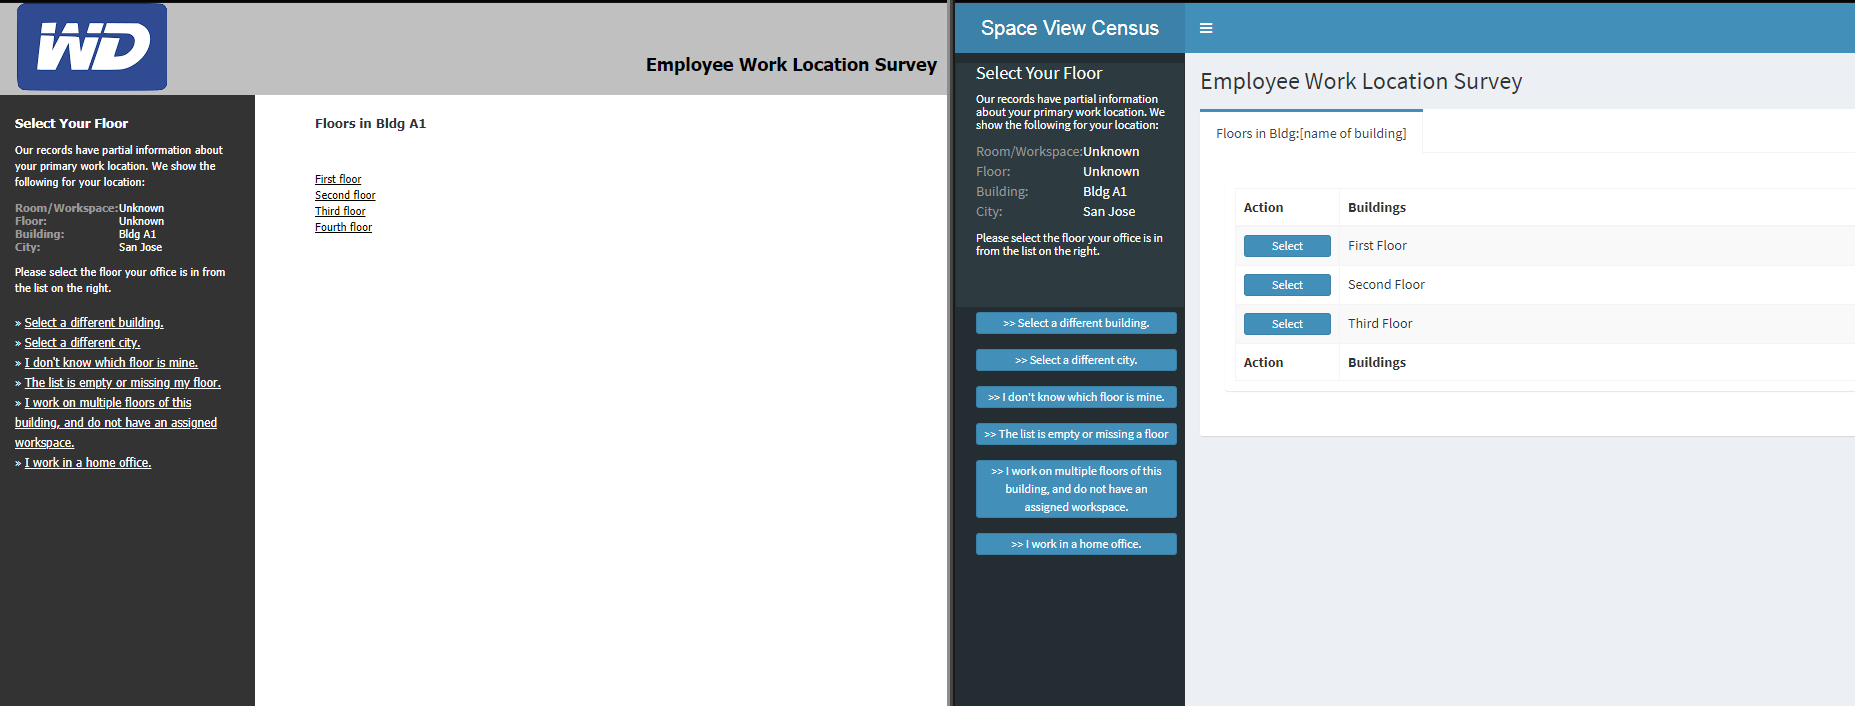 WD
Employee Work Location Survey
Select Your Floor
Our records have partial information about
your primary work location. We show the
following for your location:
Room/Workspace:Unknown
Floor: Unknown
Building: Bldg A1
City: San Jose
Please select the floor your office is in from
the list on the right.
» Select a different building.
» Select a different city.
» I don't know which floor is mine.
» The list is empty or missing my floor.
» I work on multiple floors of this
building, and do not have an assigned
workspace.
» I work in a home office.
Floors in Bldg A1
First floor
Second floor
Third floor
Fourth floor
Space View Census
Select Your Floor
Our records have partial information
about your primary work location. We
show the following for your location:
Room/Workspace:Unknown
Floor: Unknown
Building: Bldg A1
City: San Jose
Please select the floor your office is in
from the list on the right.
>> Select a different building.
>> Select a different city.
>> I don't know which floor is mine.
>> The list is empty or missing a floor
>> I work on multiple floors of this
building, and do not have an
assigned workspace.
>> I work in a home office.
Employee Work Location Survey
Floors in Bldg:[name of building]
Action Buildings
Select First Floor
Select Second Floor
Select Third Floor
Action Buildings